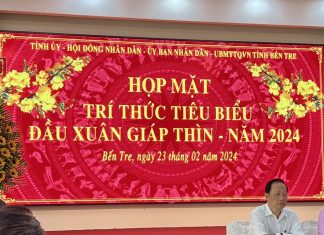 TỈNH ỦY - HỘI ĐỒNG NHÂN DÂN - ỦY BAN NHÂN DÂN - UBMTTQVN TỈNH BẾN TRE
HỌP MẶT
TRÍ THỨC TIÊU BIỂU
ĐẦU XUÂN GIÁP THÌN - NĂM 2024
Bến Tre, ngày 23 tháng 02 năm 2024